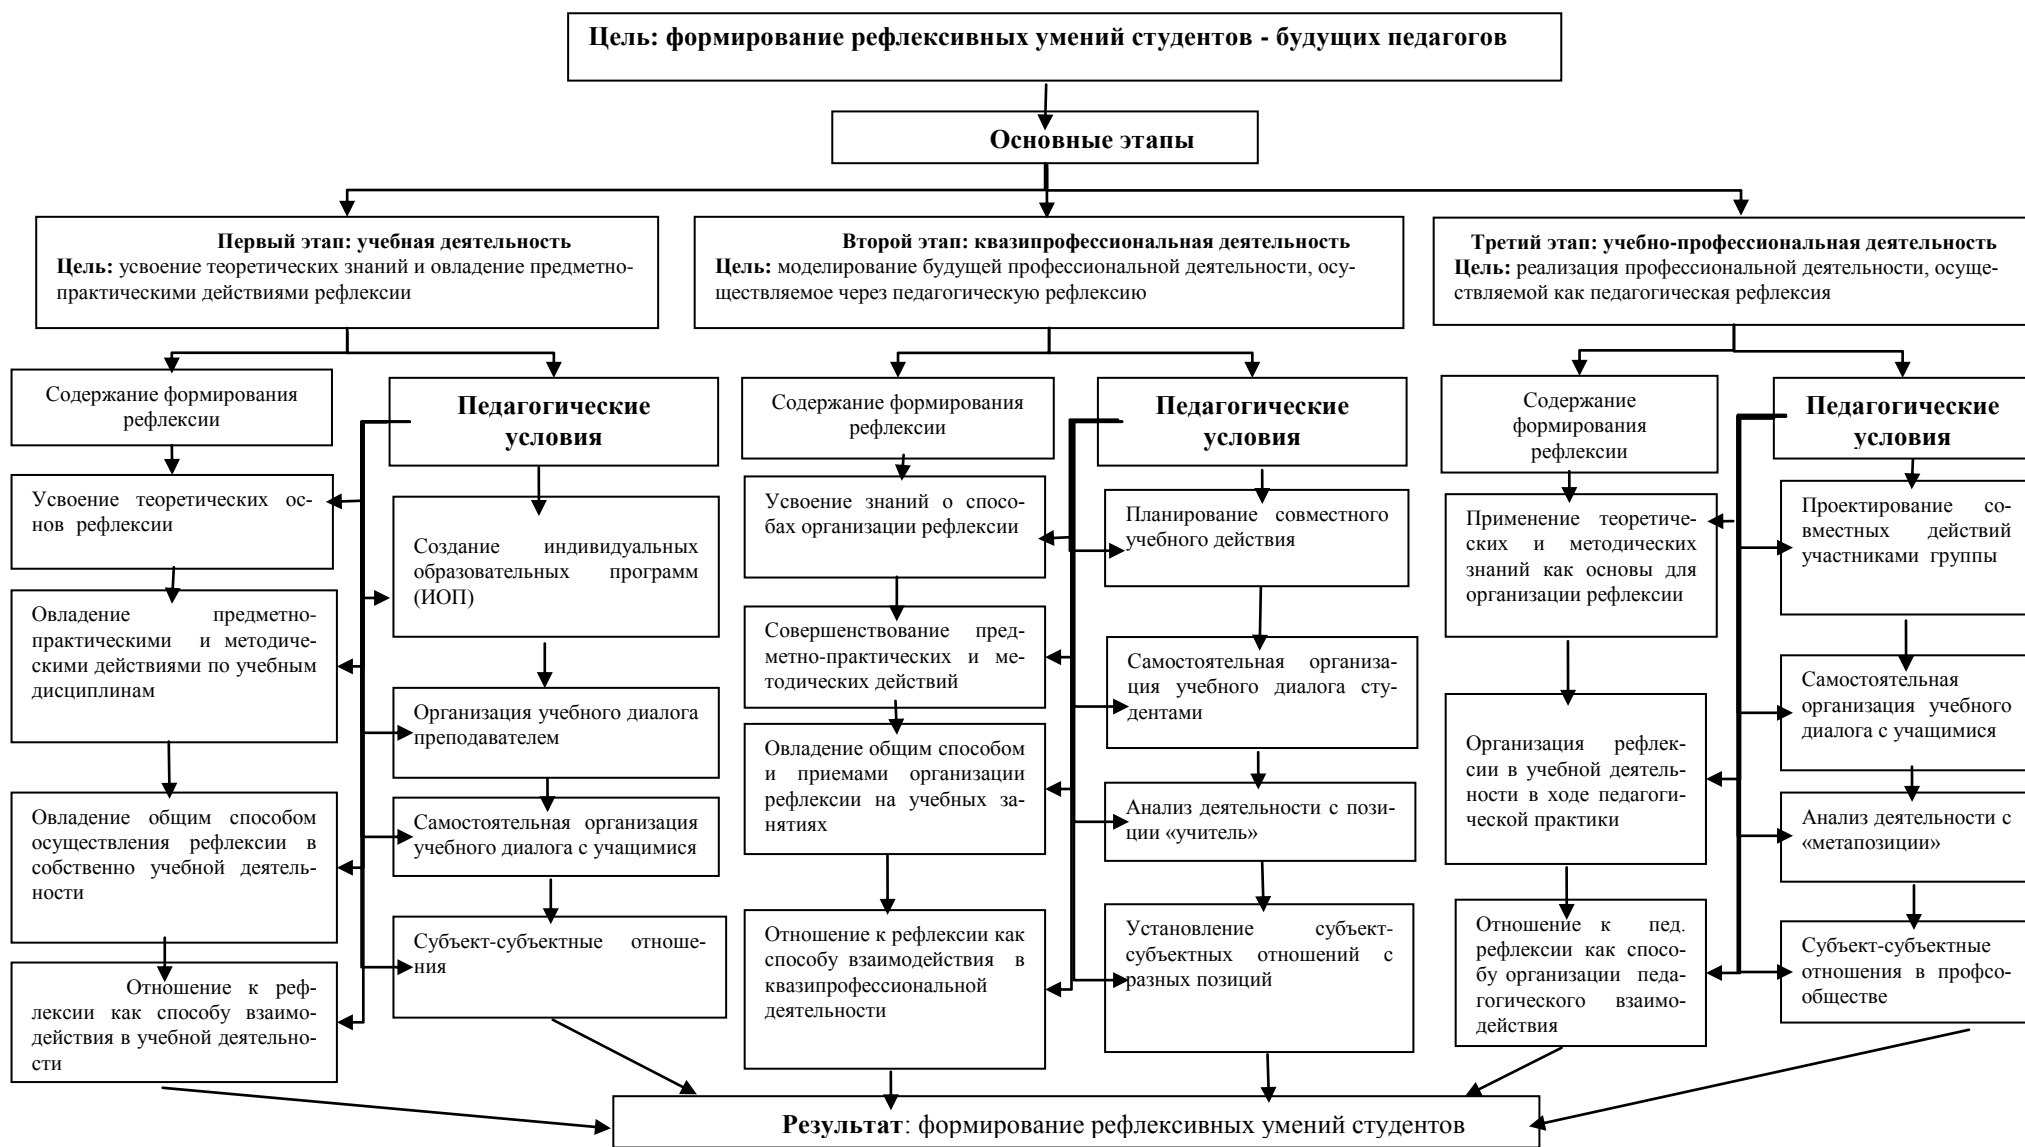 Цель: формирование рефлексивных умений студентов - будущих педагогов
Основные этапы
Первый этап: учебная деятельность
Цель: усвоение теоретических знаний и овладение предметно-
практическими действиями рефлексии
Второй этап: квазипрофессиональная деятельность
Цель: моделирование будущей профессиональной деятельности, осу-
ществляемое через педагогическую рефлексию
Третий этап: учебно-профессиональная деятельность
Цель: реализация профессиональной деятельности, осуще-
ствляемой как педагогическая рефлексия
Содержание формирования
рефлексии
Усвоение теоретических ос-
нов рефлексии
Овладение предметно-
практическими и методиче-
скими действиями по учебным
дисциплинам
Овладение общим способом
осуществления рефлексии в
собственно учебной деятель-
ности
Отношение к реф-
лексии как способу взаимо-
действия в учебной деятельно-
сти
Педагогические
условия
Создание индивидуальных
образовательных программ
(ИОП)
Организация учебного диалога
преподавателем
Самостоятельная организация
учебного диалога с учащимися
Субъект-субъектные отноше-
ния
Содержание формирования
рефлексии
Усвоение знаний о спосо-
бах организации рефлексии
Совершенствование пред-
метно-практических и ме-
тодических действий
Овладение общим способом
и приемами организации
рефлексии на учебных за-
нятиях
Отношение к рефлексии как
способу взаимодействия в
квазипрофессиональной
деятельности
Педагогические
условия
Планирование совместного
учебного действия
Самостоятельная организа-
ция учебного диалога сту-
дентами
Анализ деятельности с по-
зиции «учитель»
Установление субъект-
субъектных отношений с
разных позиций
Содержание
формирования
рефлексии
Применение теоретиче-
ских и методических
знаний как основы для
организации рефлексии
Организация рефлек-
сии в учебной деятель-
ности в ходе педагоги-
ческой практики
Отношение к пед.
рефлексии как спосо-
бу организации педа-
гогического взаимо-
действия
Педагогические
условия
Проектирование со-
вместных действий
участниками группы
Самостоятельная
организация учебного
диалога с учащимися
Анализ деятельности с
«метапозиции»
Субъект-субъектные
отношения в профсо-
обществе
Результат: формирование рефлексивных умений студентов